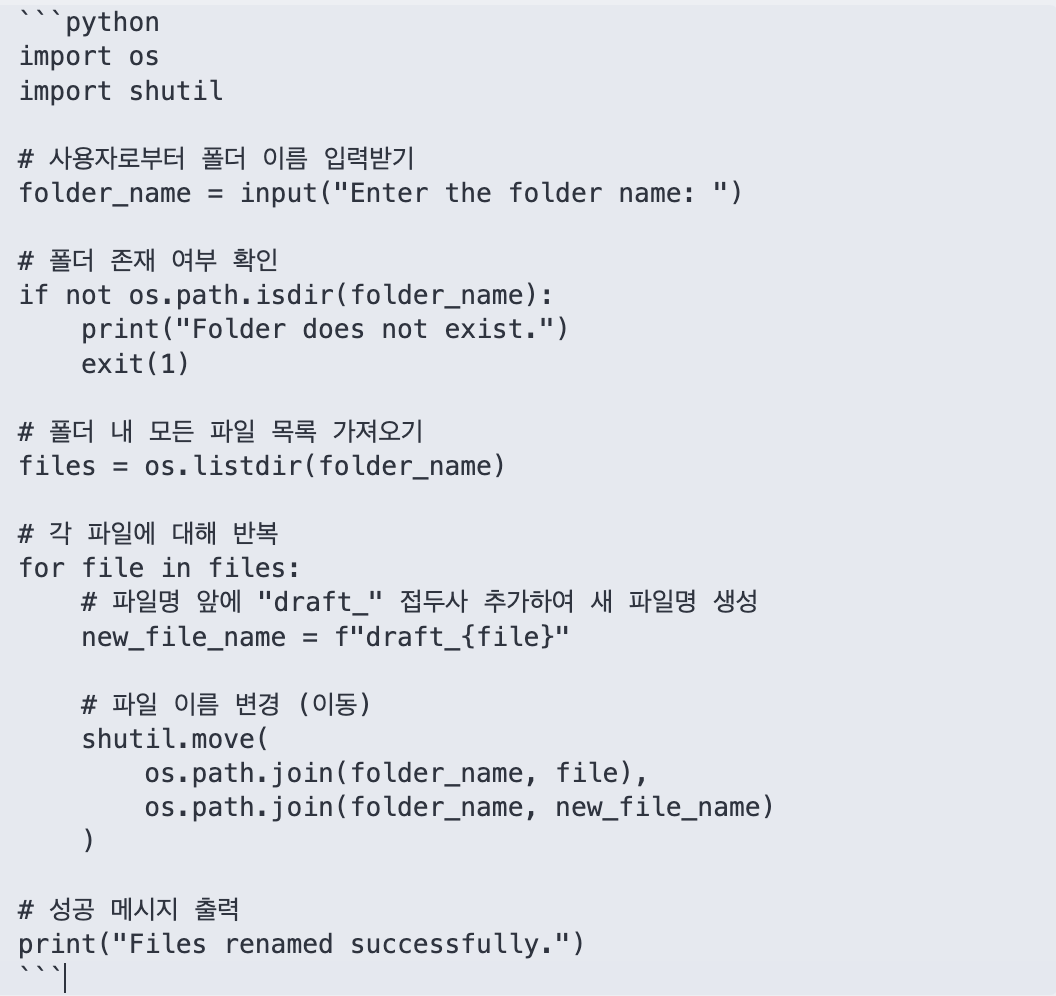 ```python
import os
import shutil

# 사용자로부터 폴더 이름 입력받기
folder_name = input("Enter the folder name: ")

# 폴더 존재 여부 확인
if not os.path.isdir(folder_name):
    print("Folder does not exist.")
    exit(1)

# 폴더 내 모든 파일 목록 가져오기
files = os.listdir(folder_name)

# 각 파일에 대해 반복
for file in files:
    # 파일명 앞에 "draft_" 접두사 추가하여 새 파일명 생성
    new_file_name = f"draft_{file}"

    # 파일 이름 변경 (이동)
    shutil.move(
        os.path.join(folder_name, file),
        os.path.join(folder_name, new_file_name)
    )

# 성공 메시지 출력
print("Files renamed successfully.")
```